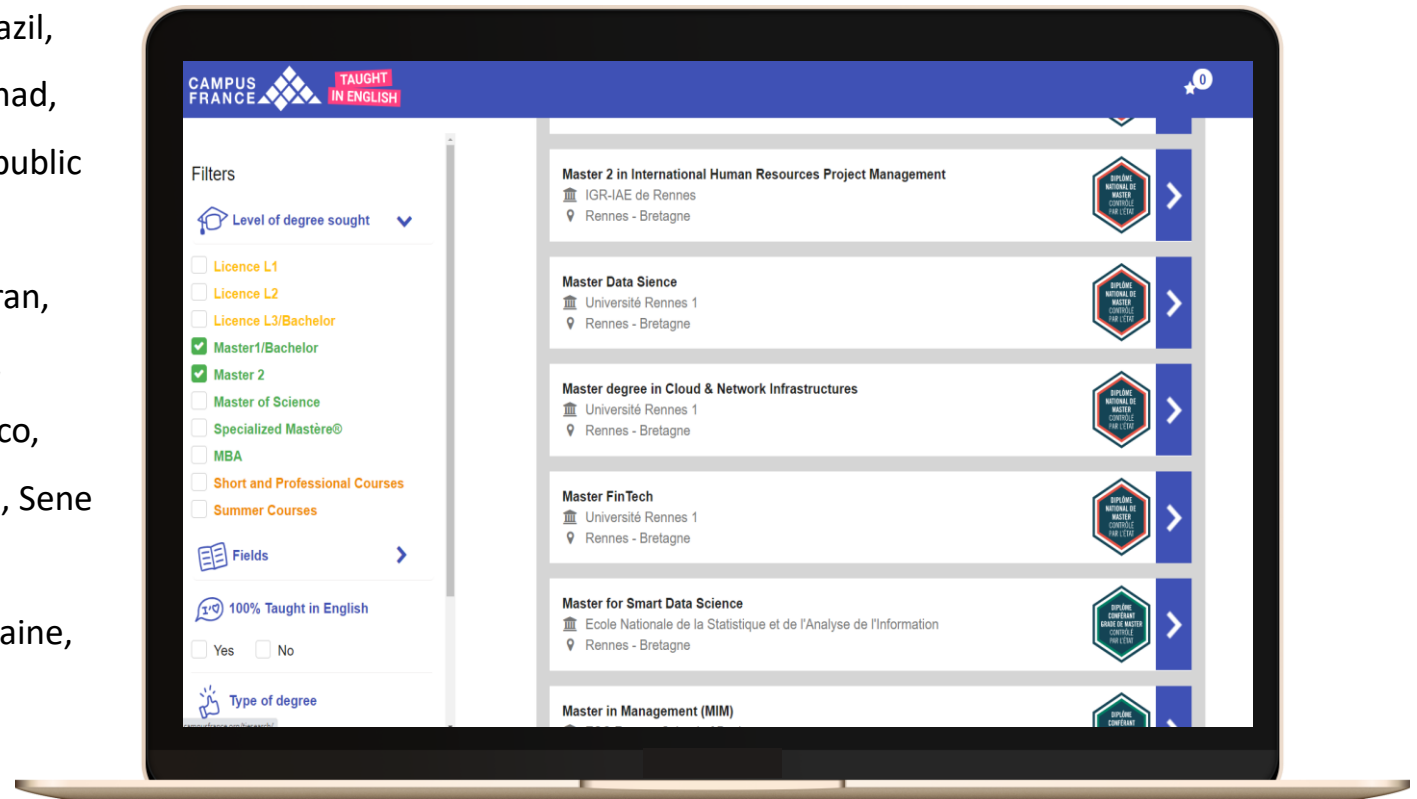 azil,
nad,
public
ran,
co,
, Sene
aine,
CAMPUS
FRANCE
TAUGHT
IN ENGLISH
0
Filters
Level of degree sought
Licence L1
Licence L2
Licence L3/Bachelor
Master1/Bachelor
Master 2
Master of Science
Specialized Mastère®
MBA
Short and Professional Courses
Summer Courses
Fields
100% Taught in English
Yes No
Type of degree
Master 2 in International Human Resources Project Management
IGR-IAE de Rennes
Rennes - Bretagne
DIPLÔME
NATIONAL DE
MASTER
CONTRÔLÉ
PAR L'ÉTAT
Master Data Sience
Université Rennes 1
Rennes - Bretagne
DIPLÔME
NATIONAL DE
MASTER
CONTRÔLÉ
PAR L'ÉTAT
Master degree in Cloud & Network Infrastructures
Université Rennes 1
Rennes - Bretagne
DIPLÔME
NATIONAL DE
MASTER
CONTRÔLÉ
PAR L'ÉTAT
Master FinTech
Université Rennes 1
Rennes - Bretagne
DIPLÔME
NATIONAL DE
MASTER
CONTRÔLÉ
PAR L'ÉTAT
Master for Smart Data Science
Ecole Nationale de la Statistique et de l'Analyse de l'Information
Rennes - Bretagne
DIPLÔME
CONFÉRANT
GRADE DE MASTER
CONTRÔLÉ
PAR L'ÉTAT
Master in Management (MIM)
DIPLÔME
CONFÉRANT